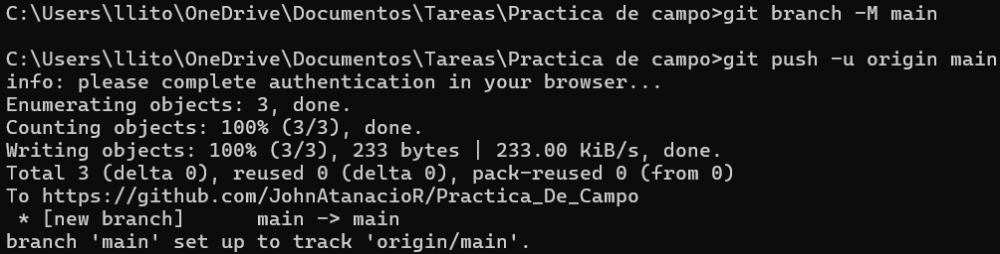 C:\Users\llito\OneDrive\Documentos\Tareas\Practica de campo>git branch -M main
C:\Users\llito\OneDrive\Documentos\Tareas\Practica de campo>git push -u origin main
info: please complete authentication in your browser...
Enumerating objects: 3, done.
Counting objects: 100% (3/3), done.
Writing objects: 100% (3/3), 233 bytes | 233.00 KiB/s, done.
Total 3 (delta 0), reused 0 (delta 0), pack-reused 0 (from 0)
To https://github.com/JohnAtanacioR/Practica_De_Campo
 * [new branch]      main -> main
branch 'main' set up to track 'origin/main'.